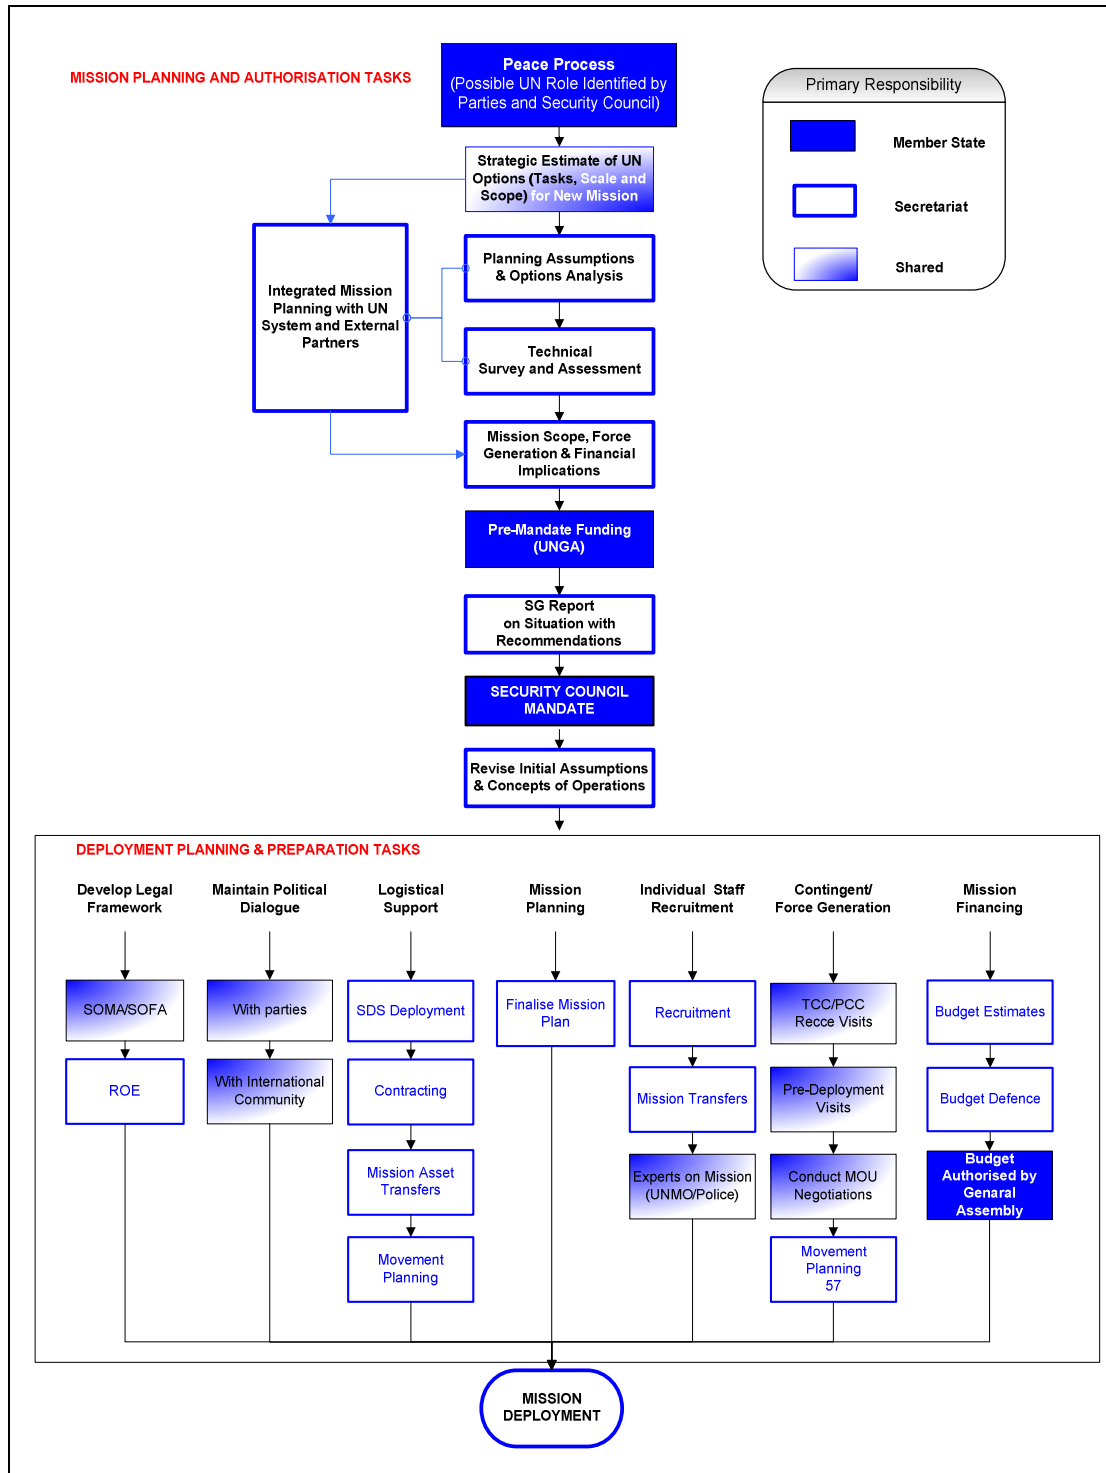 MISSION PLANNING AND AUTHORISATION TASKS
Peace Process
(Possible UN Role Identified by
Parties and Security Council)
Primary Responsibility
Member State
Secretariat
Shared
Strategic Estimate of UN
Options (Tasks, Scale and
Scope) for New Mission
Integrated Mission
Planning with UN
System and External
Partners
Planning Assumptions
& Options Analysis
Technical
Survey and Assessment
Mission Scope, Force
Generation & Financial
Implications
Pre-Mandate Funding
(UNGA)
SG Report
on Situation with
Recommendations
SECURITY COUNCIL
MANDATE
Revise Initial Assumptions
& Concepts of Operations
DEPLOYMENT PLANNING & PREPARATION TASKS
Develop Legal
Framework
SOMA/SOFA
ROE
Maintain Political
Dialogue
With parties
With International
Community
Logistical
Support
SDS Deployment
Contracting
Mission Asset
Transfers
Movement
Planning
Mission
Planning
Finalise Mission
Plan
Individual Staff
Recruitment
Recruitment
Mission Transfers
Experts on Mission
(UNMO/Police)
Contingent/
Force Generation
TCC/PCC
Recce Visits
Pre-Deployment
Visits
Conduct MOU
Negotiations
Movement
Planning
57
Mission
Financing
Budget Estimates
Budget Defence
Budget
Authorised by
Genaral
Assembly
MISSION
DEPLOYMENT